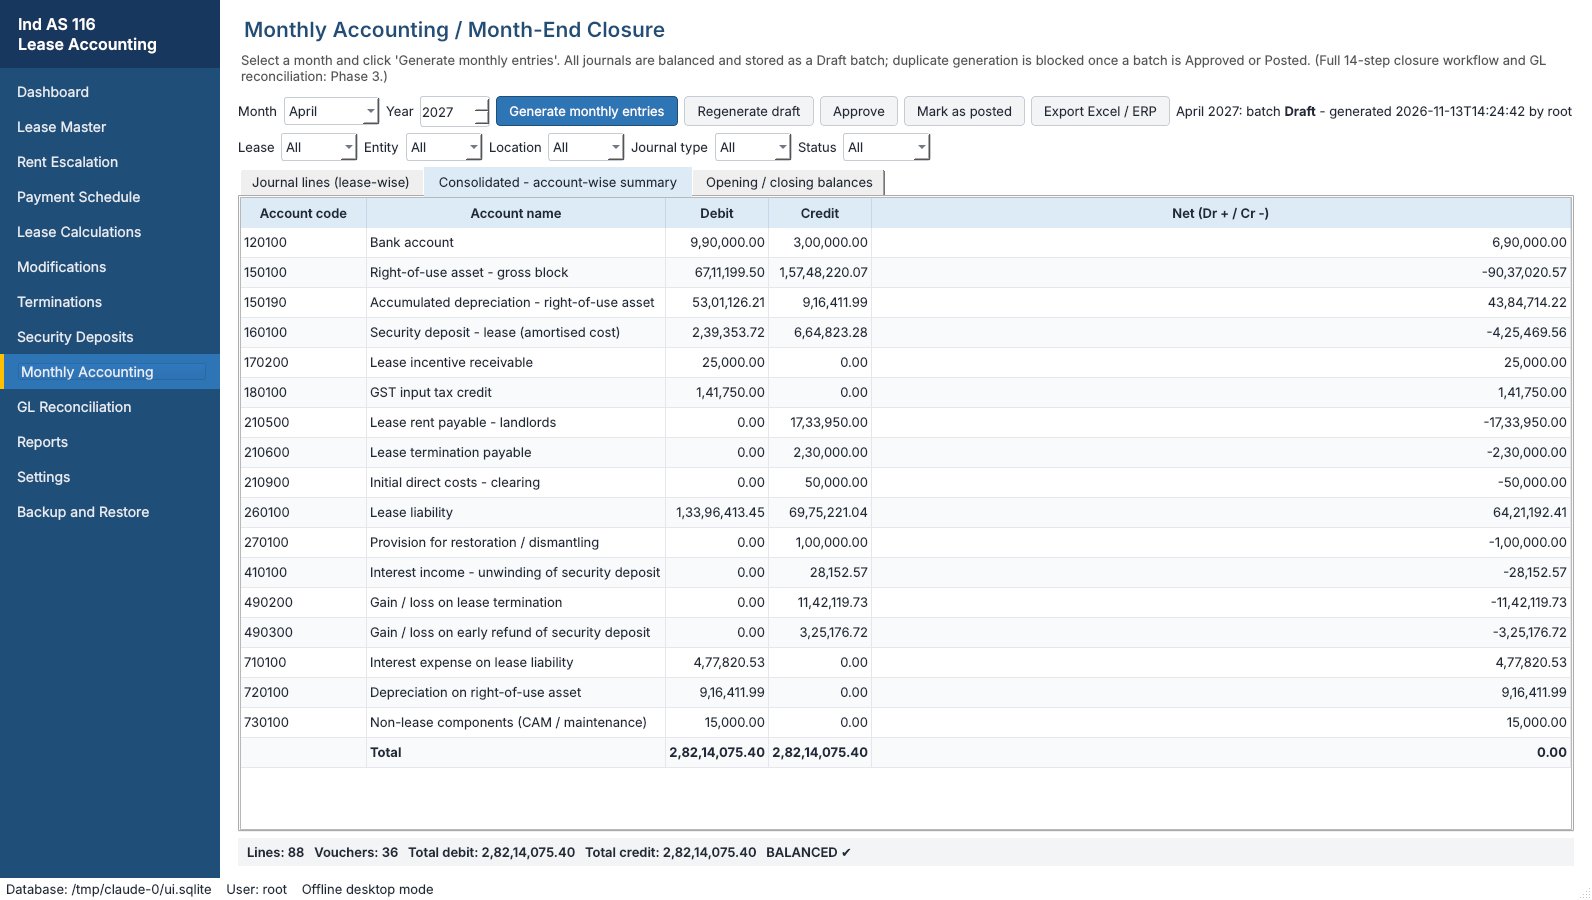 Ind AS 116
Lease Accounting
Dashboard
Lease Master
Rent Escalation
Payment Schedule
Lease Calculations
Modifications
Terminations
Security Deposits
Monthly Accounting
GL Reconciliation
Reports
Settings
Backup and Restore
Monthly Accounting / Month-End Closure
Select a month and click 'Generate monthly entries'. All journals are balanced and stored as a Draft batch; duplicate generation is blocked once a batch is Approved or Posted. (Full 14-step closure workflow and GL
reconciliation: Phase 3.)
Month April Year 2027 Generate monthly entries Regenerate draft Approve Mark as posted Export Excel / ERP April 2027: batch Draft - generated 2026-11-13T14:24:42 by root
Lease All Entity All Location All Journal type All Status All
Journal lines (lease-wise) Consolidated - account-wise summary Opening / closing balances
Account code Account name Debit Credit Net (Dr + / Cr -)
120100 Bank account 9,90,000.00 3,00,000.00 6,90,000.00
150100 Right-of-use asset - gross block 67,11,199.50 1,57,48,220.07 -90,37,020.57
150190 Accumulated depreciation - right-of-use asset 53,01,126.21 9,16,411.99 43,84,714.22
160100 Security deposit - lease (amortised cost) 2,39,353.72 6,64,823.28 -4,25,469.56
170200 Lease incentive receivable 25,000.00 0.00 25,000.00
180100 GST input tax credit 1,41,750.00 0.00 1,41,750.00
210500 Lease rent payable - landlords 0.00 17,33,950.00 -17,33,950.00
210600 Lease termination payable 0.00 2,30,000.00 -2,30,000.00
210900 Initial direct costs - clearing 0.00 50,000.00 -50,000.00
260100 Lease liability 1,33,96,413.45 69,75,221.04 64,21,192.41
270100 Provision for restoration / dismantling 0.00 1,00,000.00 -1,00,000.00
410100 Interest income - unwinding of security deposit 0.00 28,152.57 -28,152.57
490200 Gain / loss on lease termination 0.00 11,42,119.73 -11,42,119.73
490300 Gain / loss on early refund of security deposit 0.00 3,25,176.72 -3,25,176.72
710100 Interest expense on lease liability 4,77,820.53 0.00 4,77,820.53
720100 Depreciation on right-of-use asset 9,16,411.99 0.00 9,16,411.99
730100 Non-lease components (CAM / maintenance) 15,000.00 0.00 15,000.00
Total 2,82,14,075.40 2,82,14,075.40 0.00
Lines: 88 Vouchers: 36 Total debit: 2,82,14,075.40 Total credit: 2,82,14,075.40 BALANCED ✔
Database: /tmp/claude-0/ui.sqlite User: root Offline desktop mode